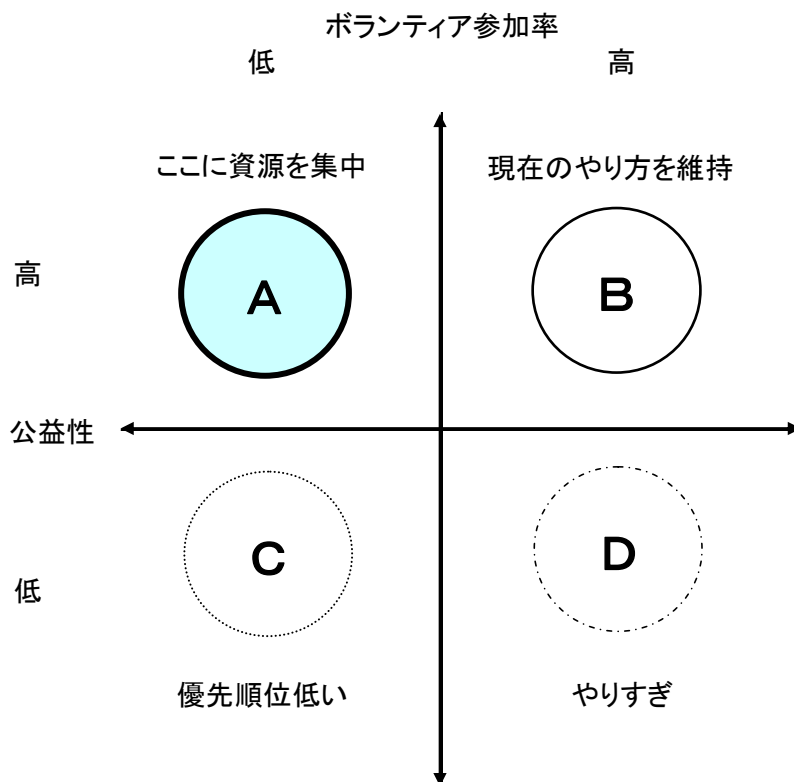 ボランティア参加率
低 高
ここに資源を集中 現在のやり方を維持
高
A B
公益性
C D
低
優先順位低い やりすぎ